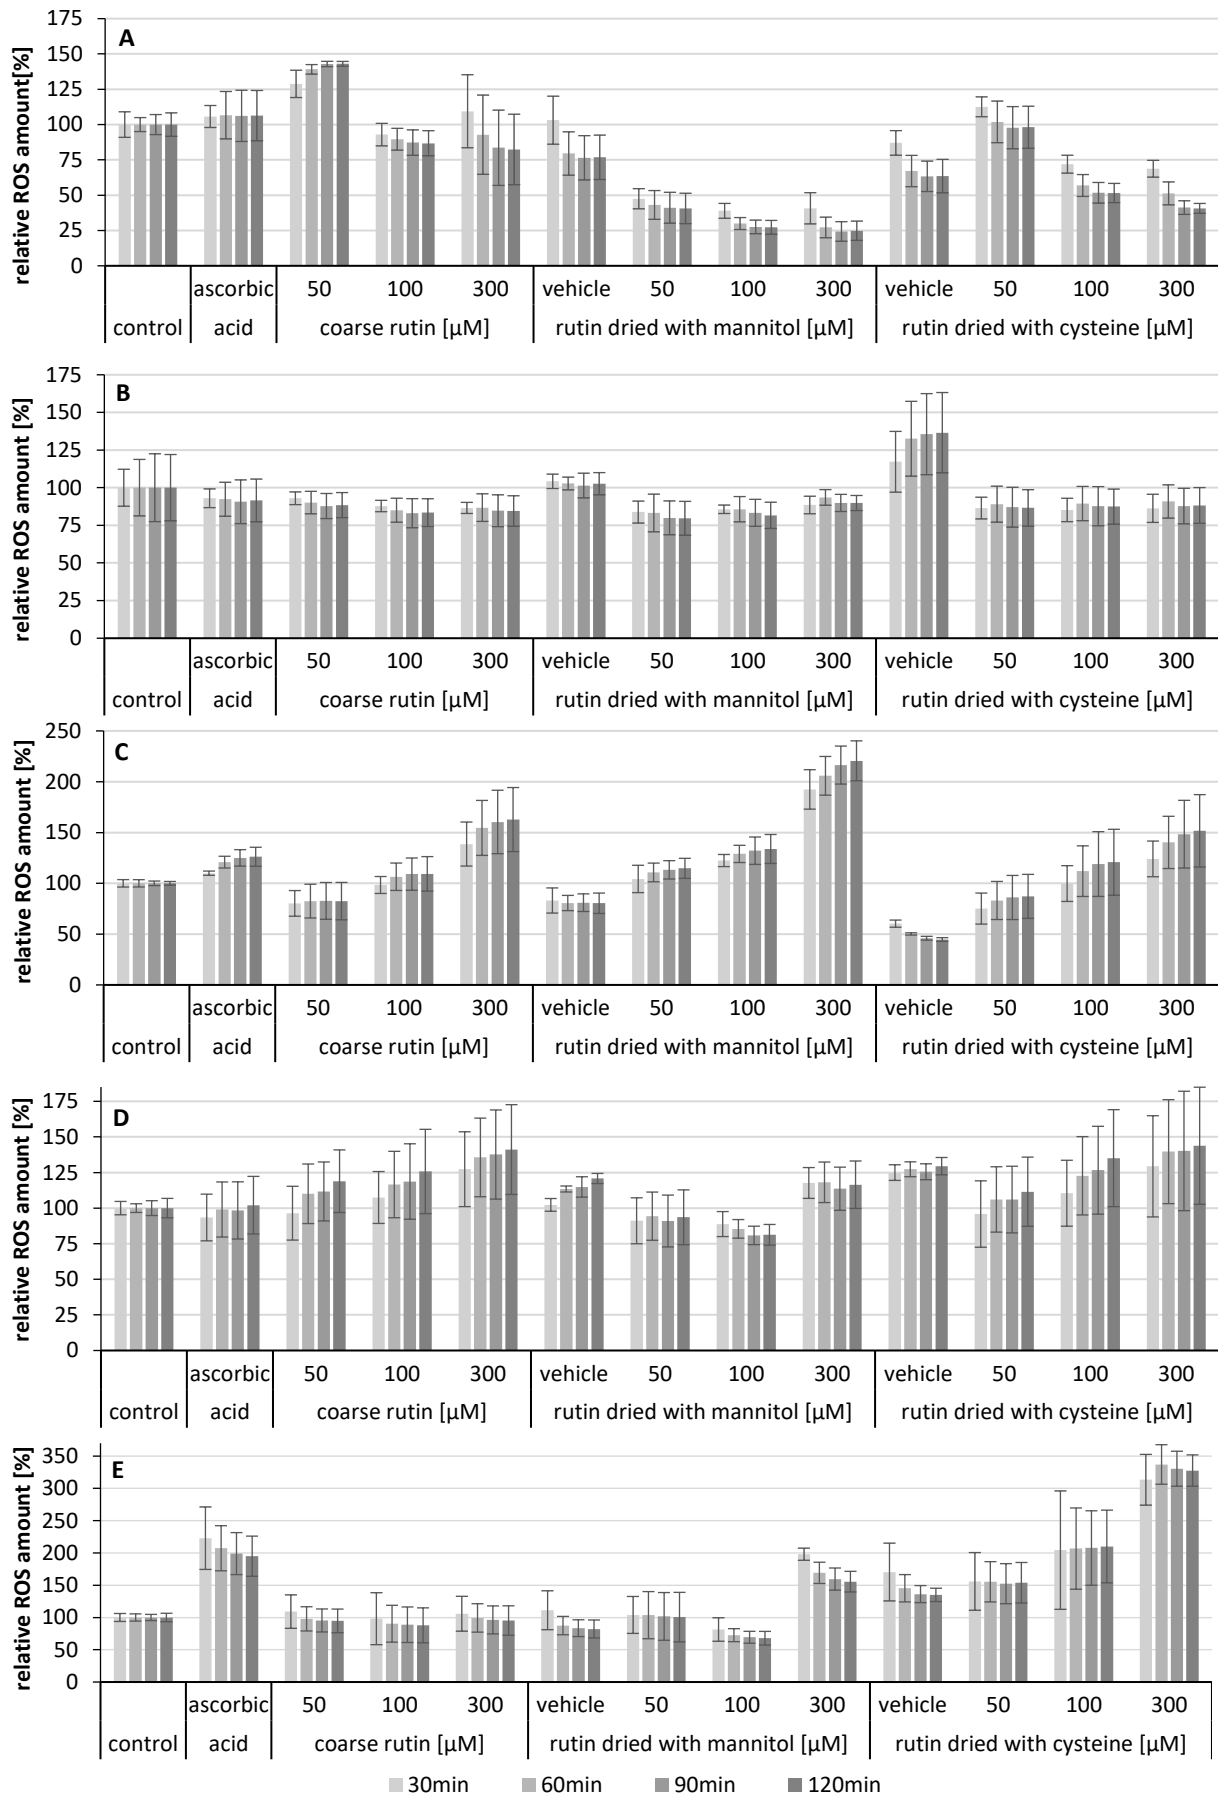 A
relative ROS amount[%]
175
150
125
100
75
50
25
0
ascorbic 50 100 300 vehicle 50 100 300 vehicle 50 100 300
control acid coarse rutin [µM] rutin dried with mannitol [µM] rutin dried with cysteine [µM]
B
relative ROS amount [%]
175
150
125
100
75
50
25
0
ascorbic 50 100 300 vehicle 50 100 300 vehicle 50 100 300
control acid coarse rutin [µM] rutin dried with mannitol [µM] rutin dried with cysteine [µM]
C
relative ROS amount [%]
250
200
150
100
50
0
ascorbic 50 100 300 vehicle 50 100 300 vehicle 50 100 300
control acid coarse rutin [µM] rutin dried with mannitol [µM] rutin dried with cysteine [µM]
D
relative ROS amount [%]
175
150
125
100
75
50
25
0
ascorbic 50 100 300 vehicle 50 100 300 vehicle 50 100 300
control acid coarse rutin [µM] rutin dried with mannitol [µM] rutin dried with cysteine [µM]
E
relative ROS amount [%]
350
300
250
200
150
100
50
0
ascorbic 50 100 300 vehicle 50 100 300 vehicle 50 100 300
control acid coarse rutin [µM] rutin dried with mannitol [µM] rutin dried with cysteine [µM]
30min 60min 90min 120min